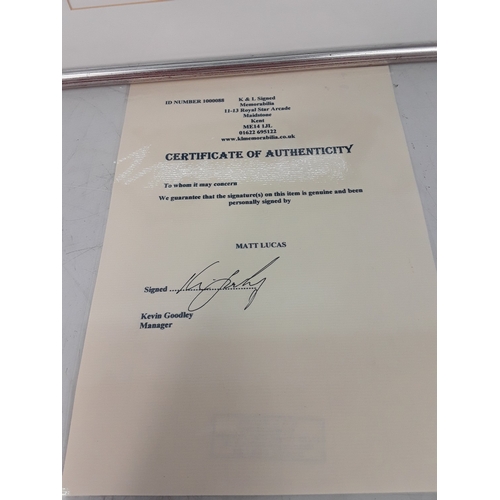 ID NUMBER 1000088
K & L Signed
Memorabilia
11-13 Royal Star Arcade
Maidstone
Kent
ME14 1JL
01622 695122
www.klmemorabilia.co.uk
CERTIFICATE OF AUTHENTICITY
To whom it may concern
We guarantee that the signature(s) on this item is genuine and been
personally signed by
MATT LUCAS
Signed
Kevin Goodley
Manager